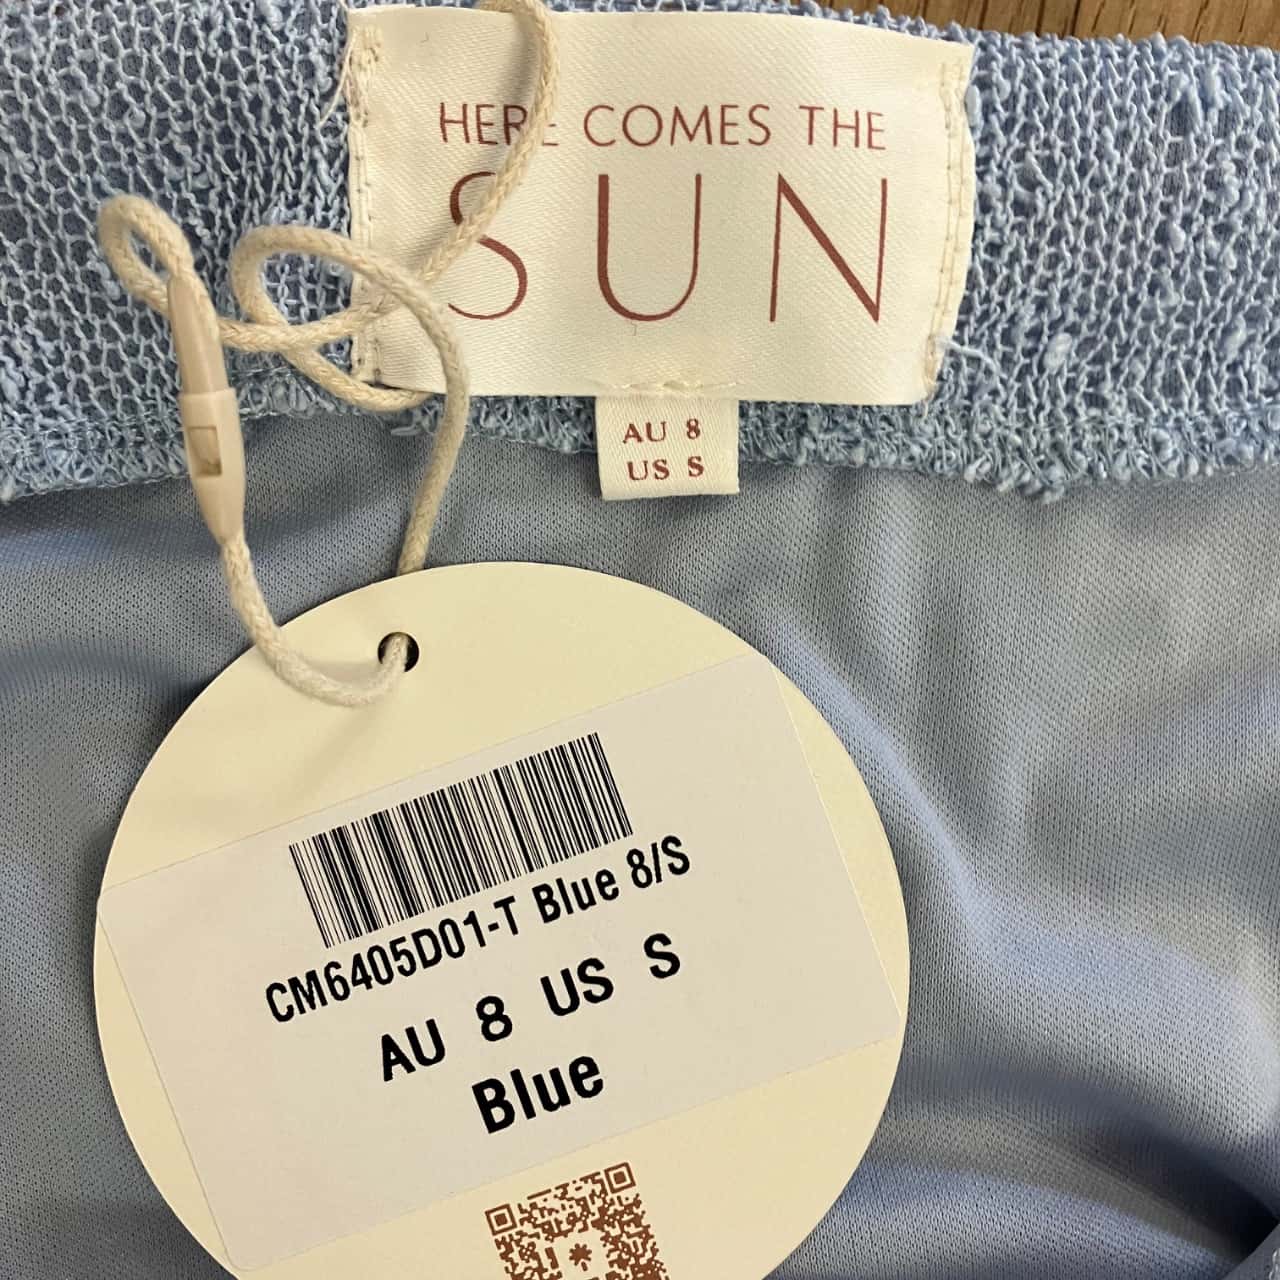 HERE COMES THE
SUN
AU 8
US S
CM6405D01-T Blue 8/S
AU 8 US S
Blue